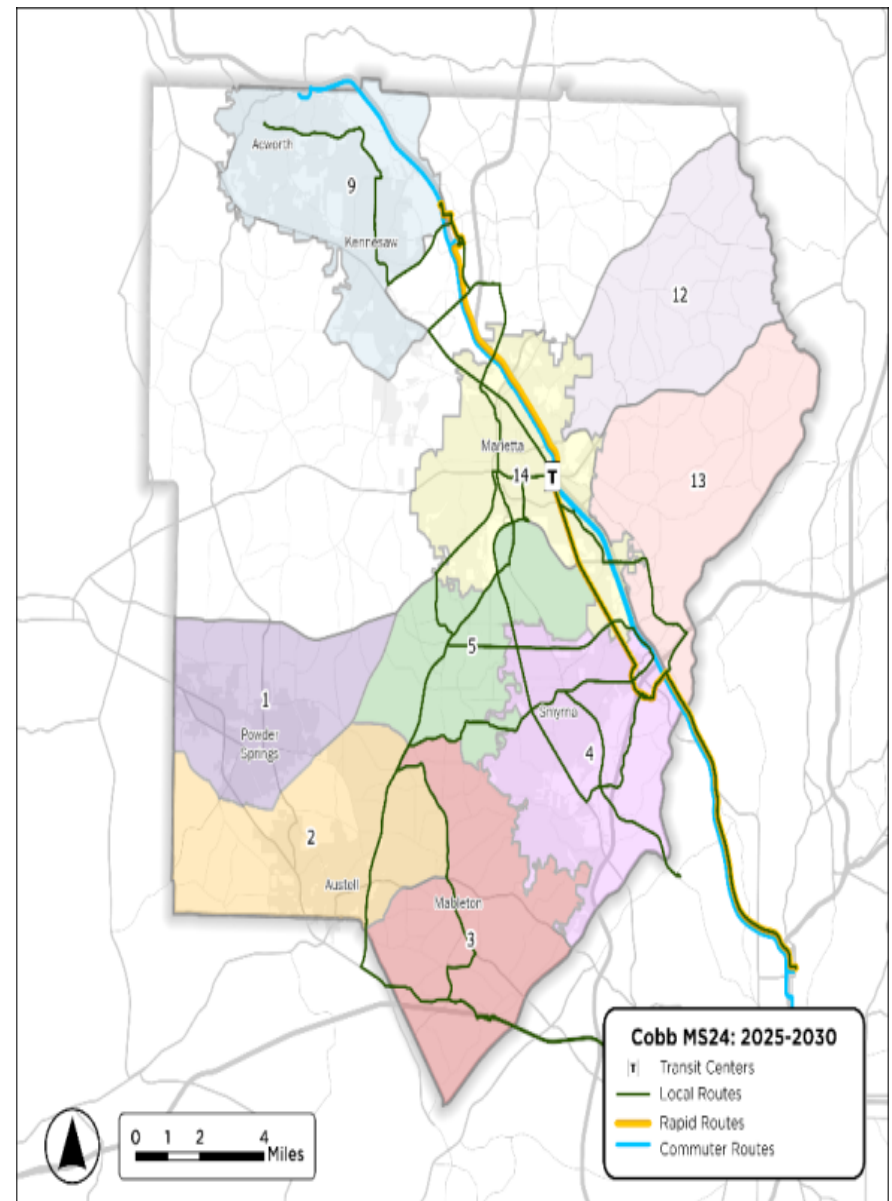 Acworth
9
Kennesaw
12
Marietta
14
T
13
5
1
Powder
Springs
Smyrna
4
2
Austell
Mableton
3
Cobb MS24: 2025-2030
T Transit Centers
Local Routes
Rapid Routes
Commuter Routes
0 1 2 4
Miles